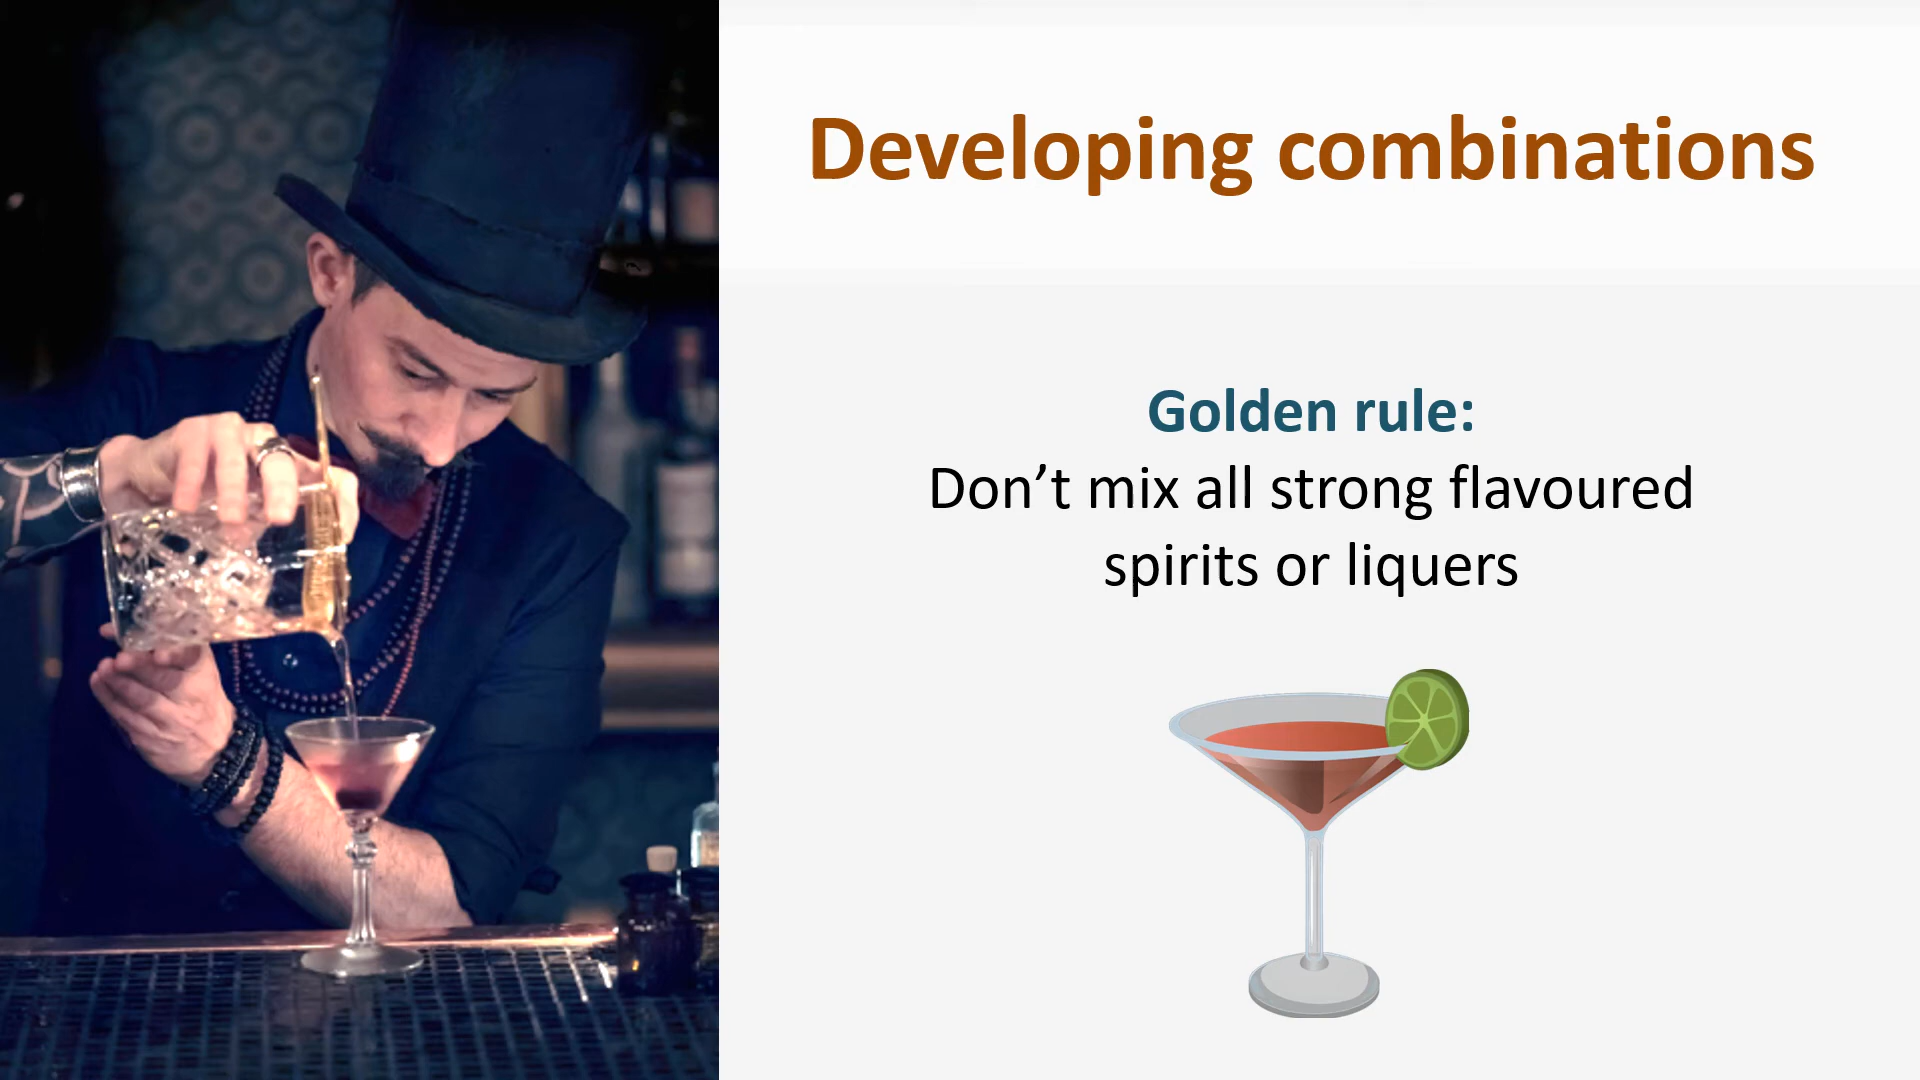 Developing combinations
Golden rule:
Don’t mix all strong flavoured
spirits or liquers